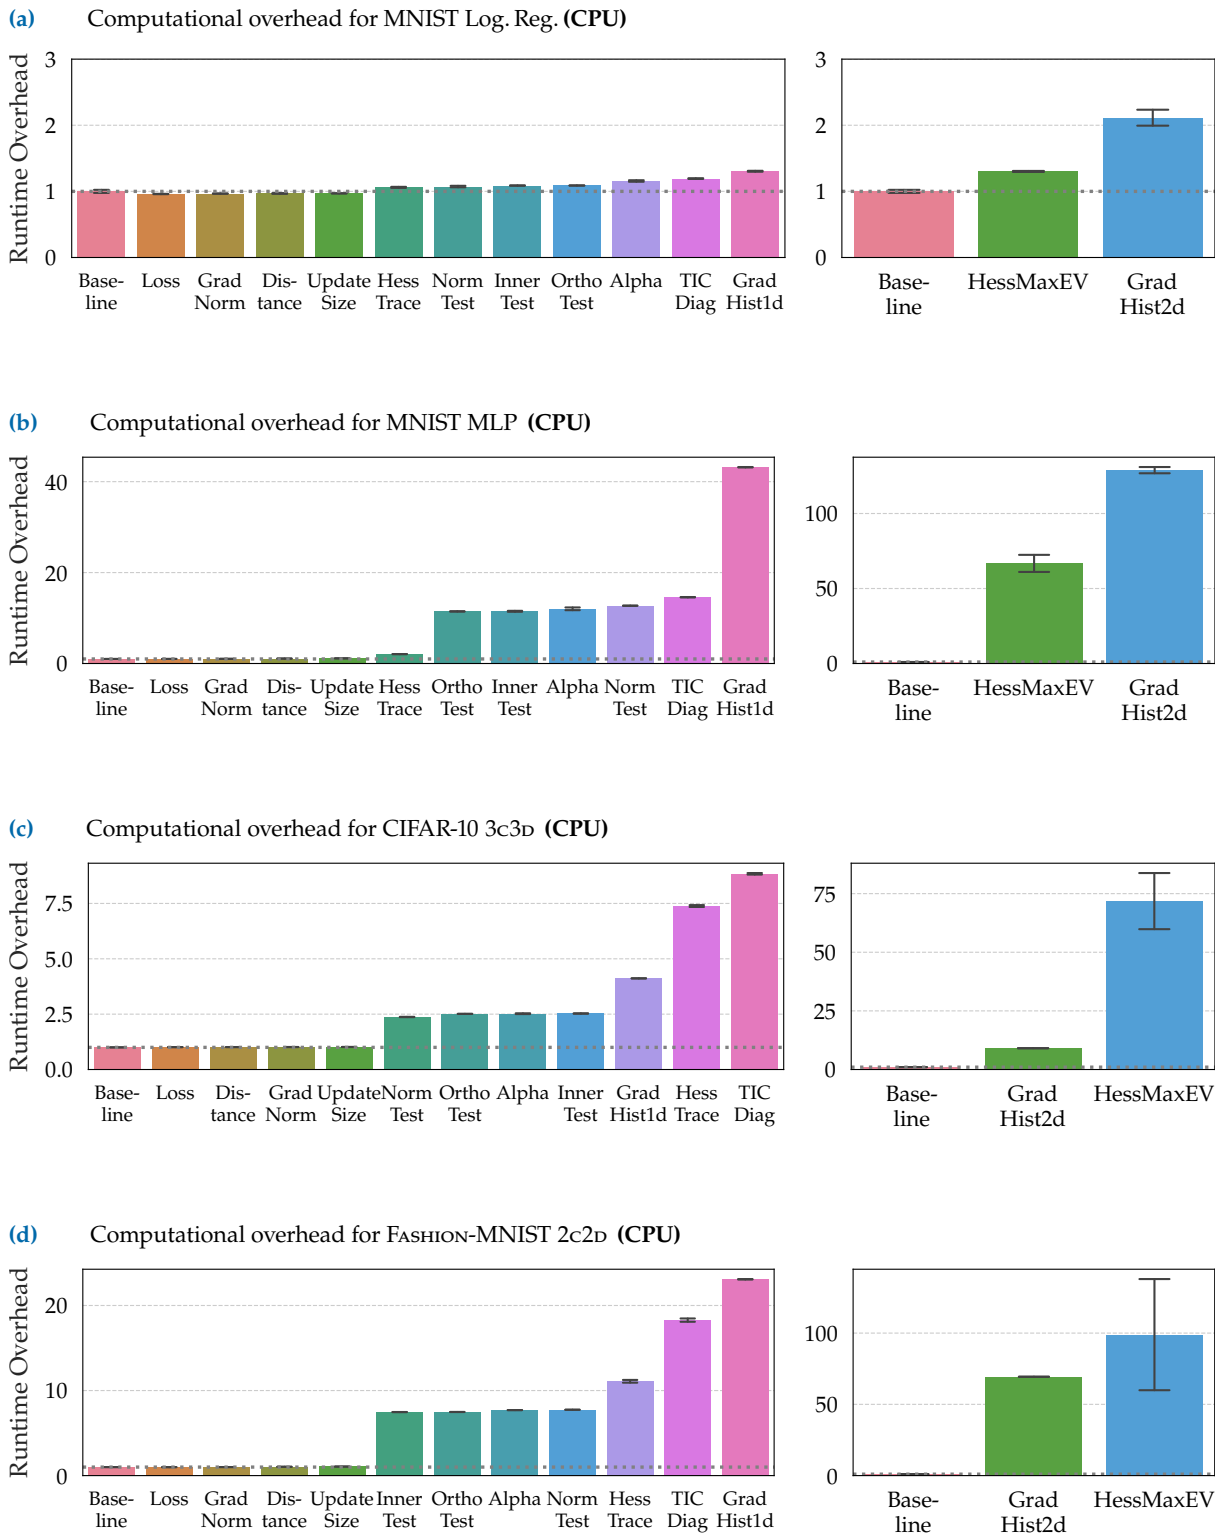 (a) Computational overhead for MNIST Log. Reg. (CPU)
Runtime Overhead
3
2
1
0
Base-
line
Loss
Grad
Norm
Dis-
tance
Update
Size
Hess
Trace
Norm
Test
Inner
Test
Ortho
Test
Alpha
TIC
Diag
Grad
Hist1d
3
2
1
0
Base-
line
HessMaxEV
Grad
Hist2d
(b) Computational overhead for MNIST MLP (CPU)
Runtime Overhead
40
20
0
Base-
line
Loss
Grad
Norm
Dis-
tance
Update
Size
Hess
Trace
Ortho
Test
Inner
Test
Alpha
Norm
Test
TIC
Diag
Grad
Hist1d
100
50
0
Base-
line
HessMaxEV
Grad
Hist2d
(c) Computational overhead for CIFAR-10 3c3d (CPU)
Runtime Overhead
7.5
5.0
2.5
0.0
Base-
line
Loss
Dis-
tance
Grad
Norm
Update
Size
Norm
Test
Ortho
Test
Alpha
Inner
Test
Grad
Hist1d
Hess
Trace
TIC
Diag
75
50
25
0
Base-
line
Grad
Hist2d
HessMaxEV
(d) Computational overhead for Fashion-MNIST 2c2d (CPU)
Runtime Overhead
20
10
0
Base-
line
Loss
Grad
Norm
Dis-
tance
Update
Size
Inner
Test
Ortho
Test
Alpha
Norm
Test
Hess
Trace
TIC
Diag
Grad
Hist1d
100
50
0
Base-
line
Grad
Hist2d
HessMaxEV